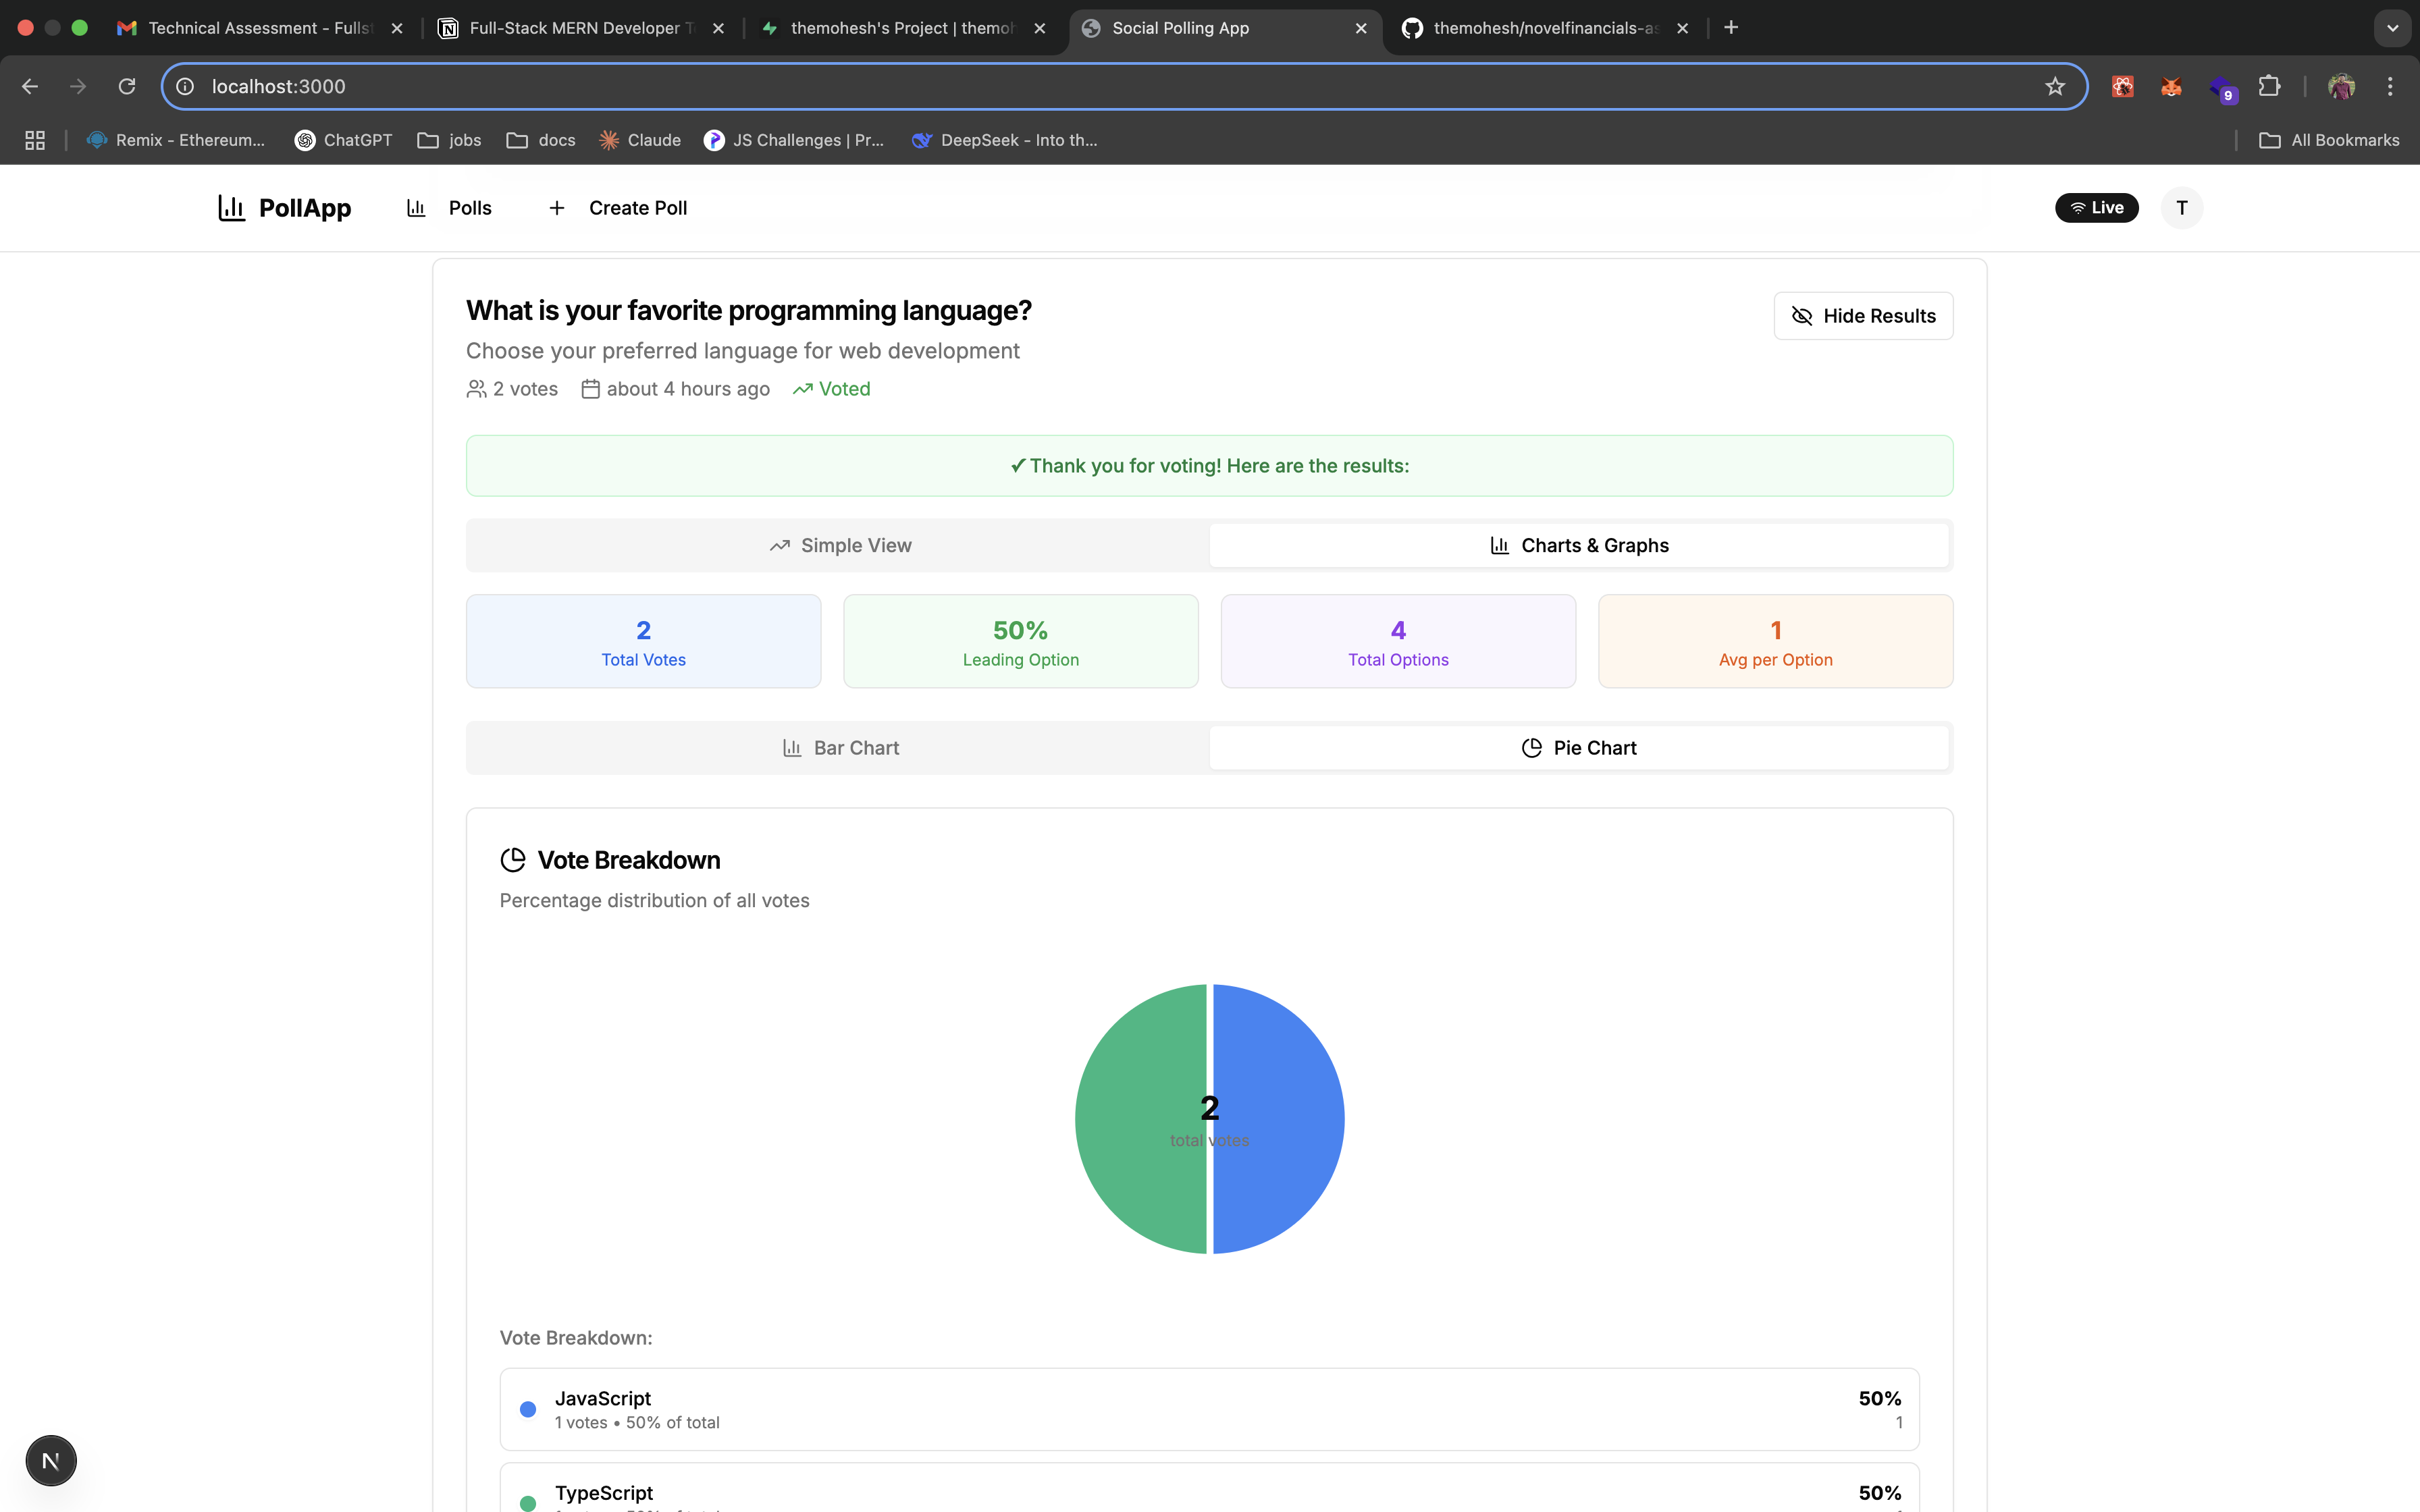 Technical Assessment - Fulls
Full-Stack MERN Developer T
themohesh's Project | themoh
Social Polling App
themohesh/novelfinancials-as
localhost:3000
9
Remix - Ethereum...
ChatGPT
jobs
docs
Claude
JS Challenges | Pr...
DeepSeek - Into th...
All Bookmarks
PollApp
Polls
Create Poll
Live
T
What is your favorite programming language?
Hide Results
Choose your preferred language for web development
2 votes
about 4 hours ago
Voted
✓ Thank you for voting! Here are the results:
Simple View
Charts & Graphs
2
Total Votes
50%
Leading Option
4
Total Options
1
Avg per Option
Bar Chart
Pie Chart
Vote Breakdown
Percentage distribution of all votes
2
total votes
Vote Breakdown:
JavaScript
50%
1 votes • 50% of total
1
N
TypeScript
50%